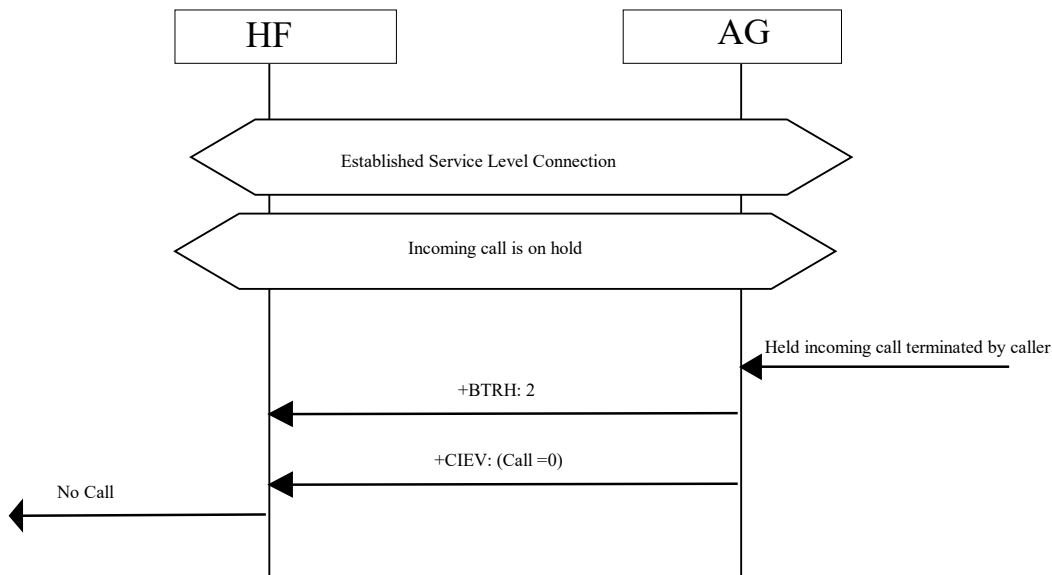 HF
AG
Established Service Level Connection
Incoming call is on hold
Held incoming call terminated by caller
+BTRH: 2
+CIEV: (Call =0)
No Call